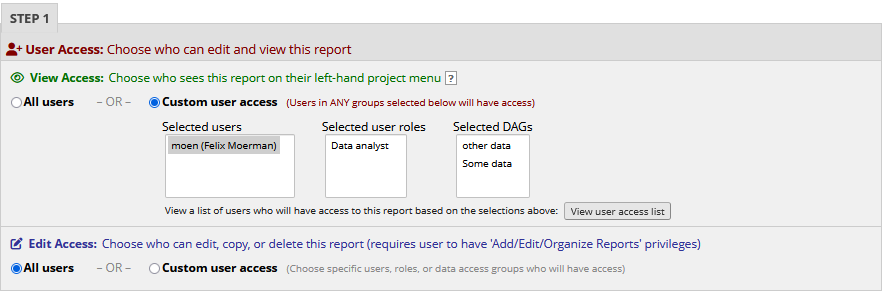 STEP 1
User Access: Choose who can edit and view this report
View Access: Choose who sees this report on their left-hand project menu ?
All users – OR – Custom user access (Users in ANY groups selected below will have access)
Selected users Selected user roles Selected DAGs
moen (Felix Moerman) Data analyst other data
Some data
View a list of users who will have access to this report based on the selections above: View user access list
Edit Access: Choose who can edit, copy, or delete this report (requires user to have 'Add/Edit/Organize Reports' privileges)
All users – OR – Custom user access (Choose specific users, roles, or data access groups who will have access)